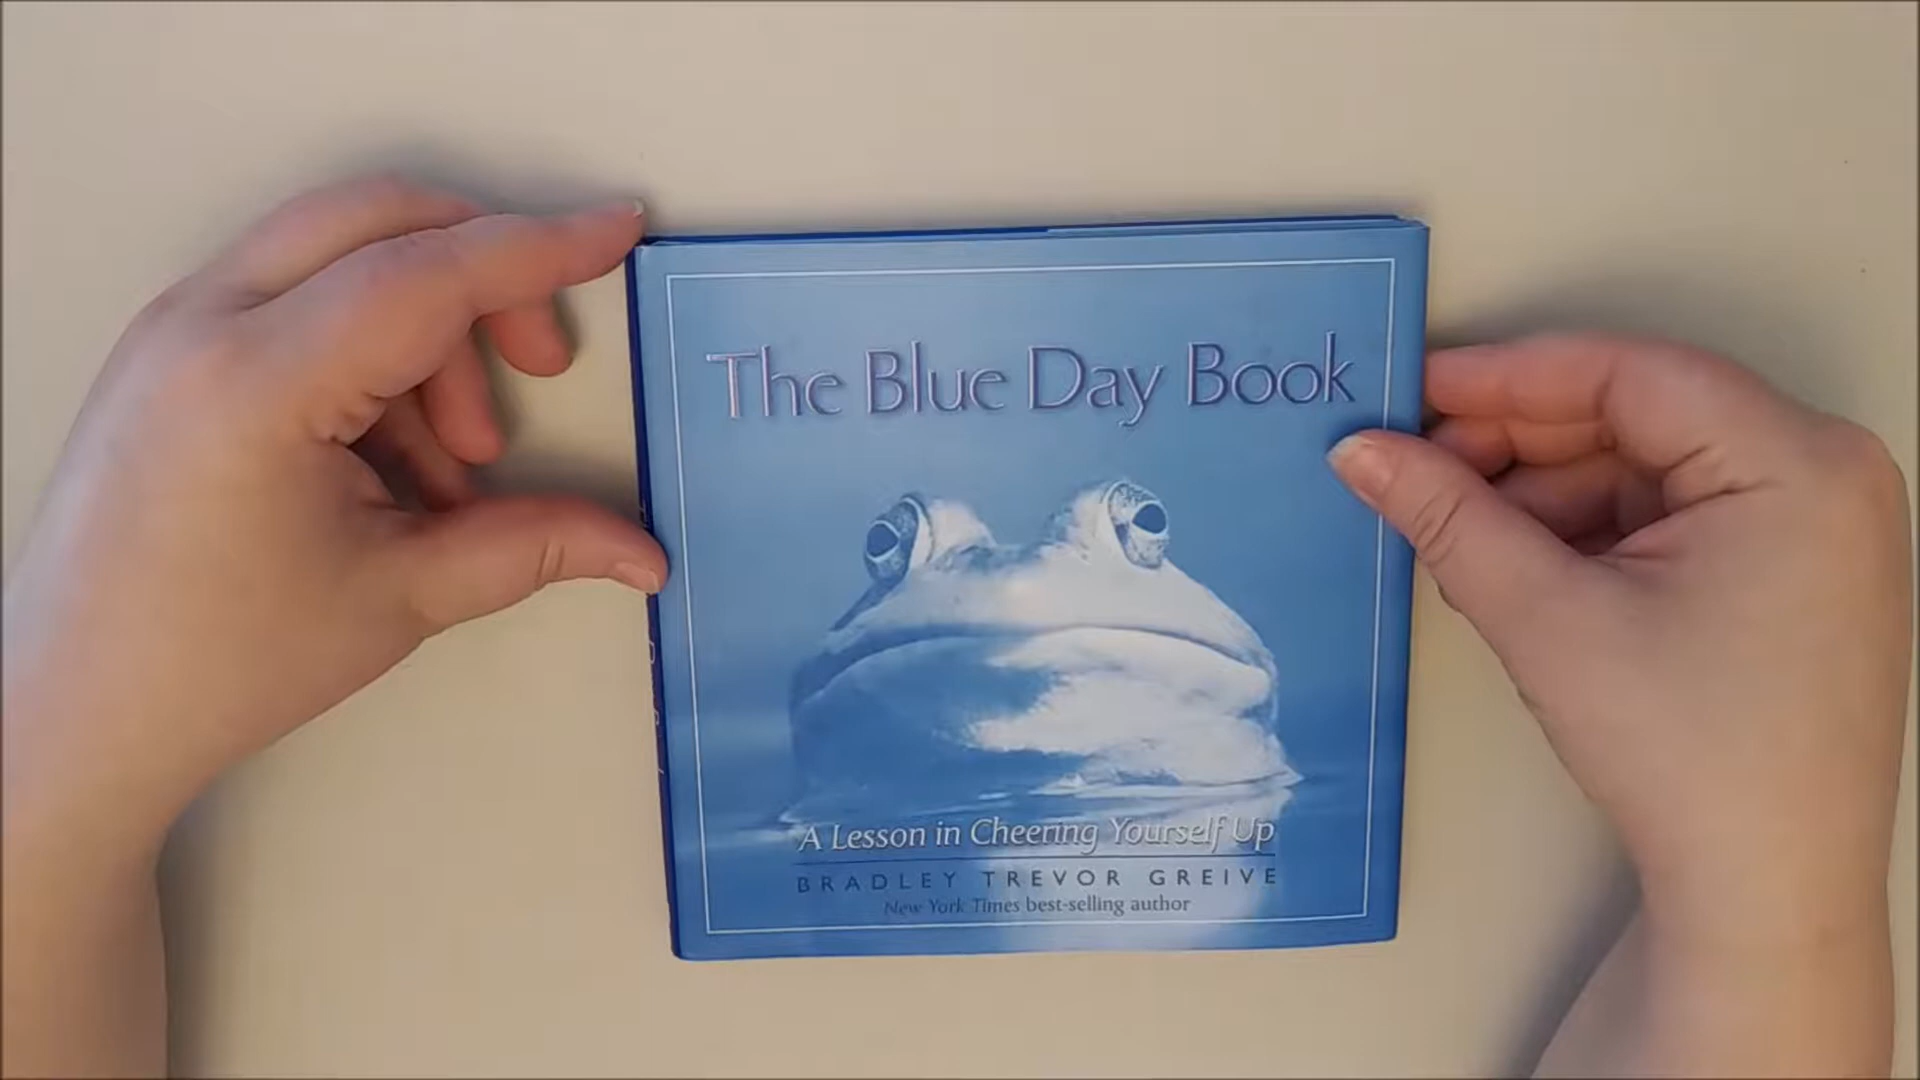 The Blue Day Book
A Lesson in Cheering Yourself Up
BRADLEY TREVOR GREIVE
New York Times best-selling author